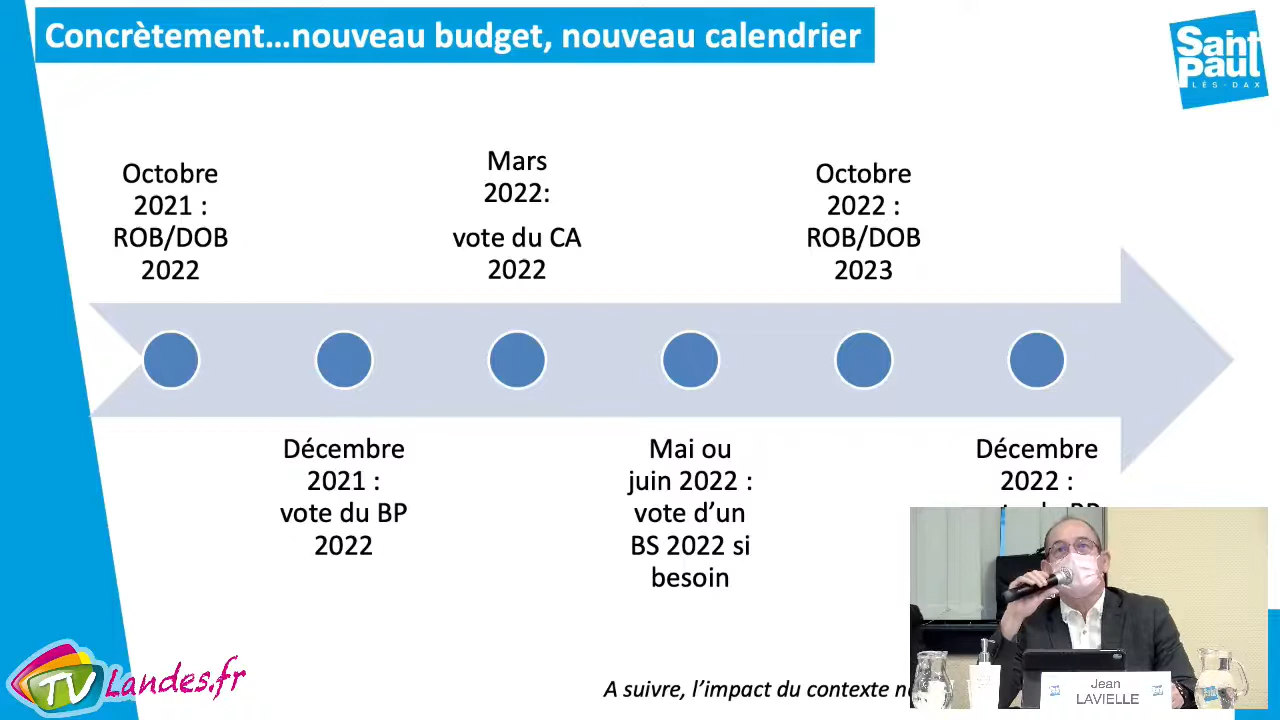 Concrètement...nouveau budget, nouveau calendrier
Saint
Paul
LÈS-DAX
Octobre
2021 :
ROB/DOB
2022
Décembre
2021 :
vote du BP
2022
Mars
2022:
vote du CA
2022
Mai ou
juin 2022 :
vote d’un
BS 2022 si
besoin
Octobre
2022 :
ROB/DOB
2023
Décembre
2022 :
A suivre, l’impact du contexte
Jean
LAVIELLE
TV Landes.fr